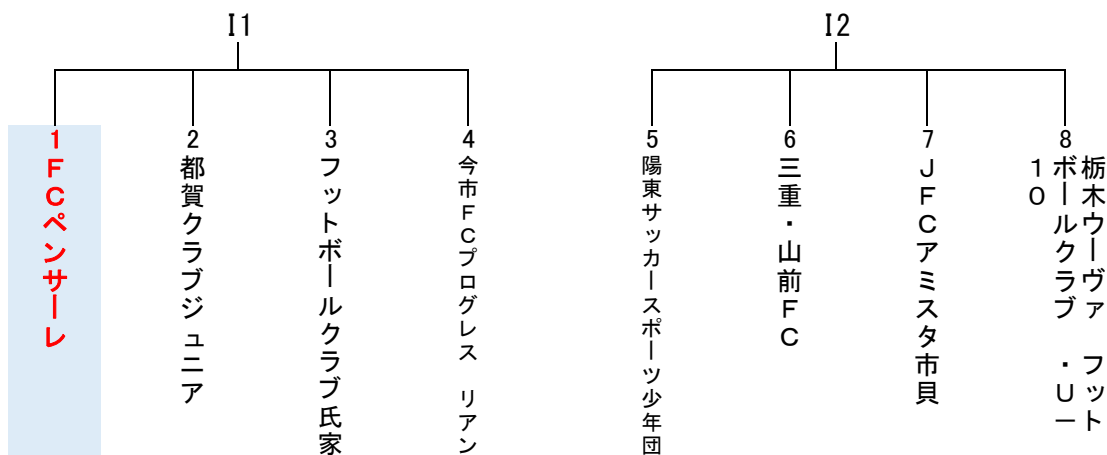 I1
I2
1
FCペンサーレ
2
都賀クラブジュニア
3
フットボールクラブ氏家
4
今市FCプログレス リアン
5
陽東サッカースポーツ少年団
6
三重・山前FC
7
JFCアミスタ市貝
8
栃木ウーヴァ フット
ボールクラブ ・U－
10